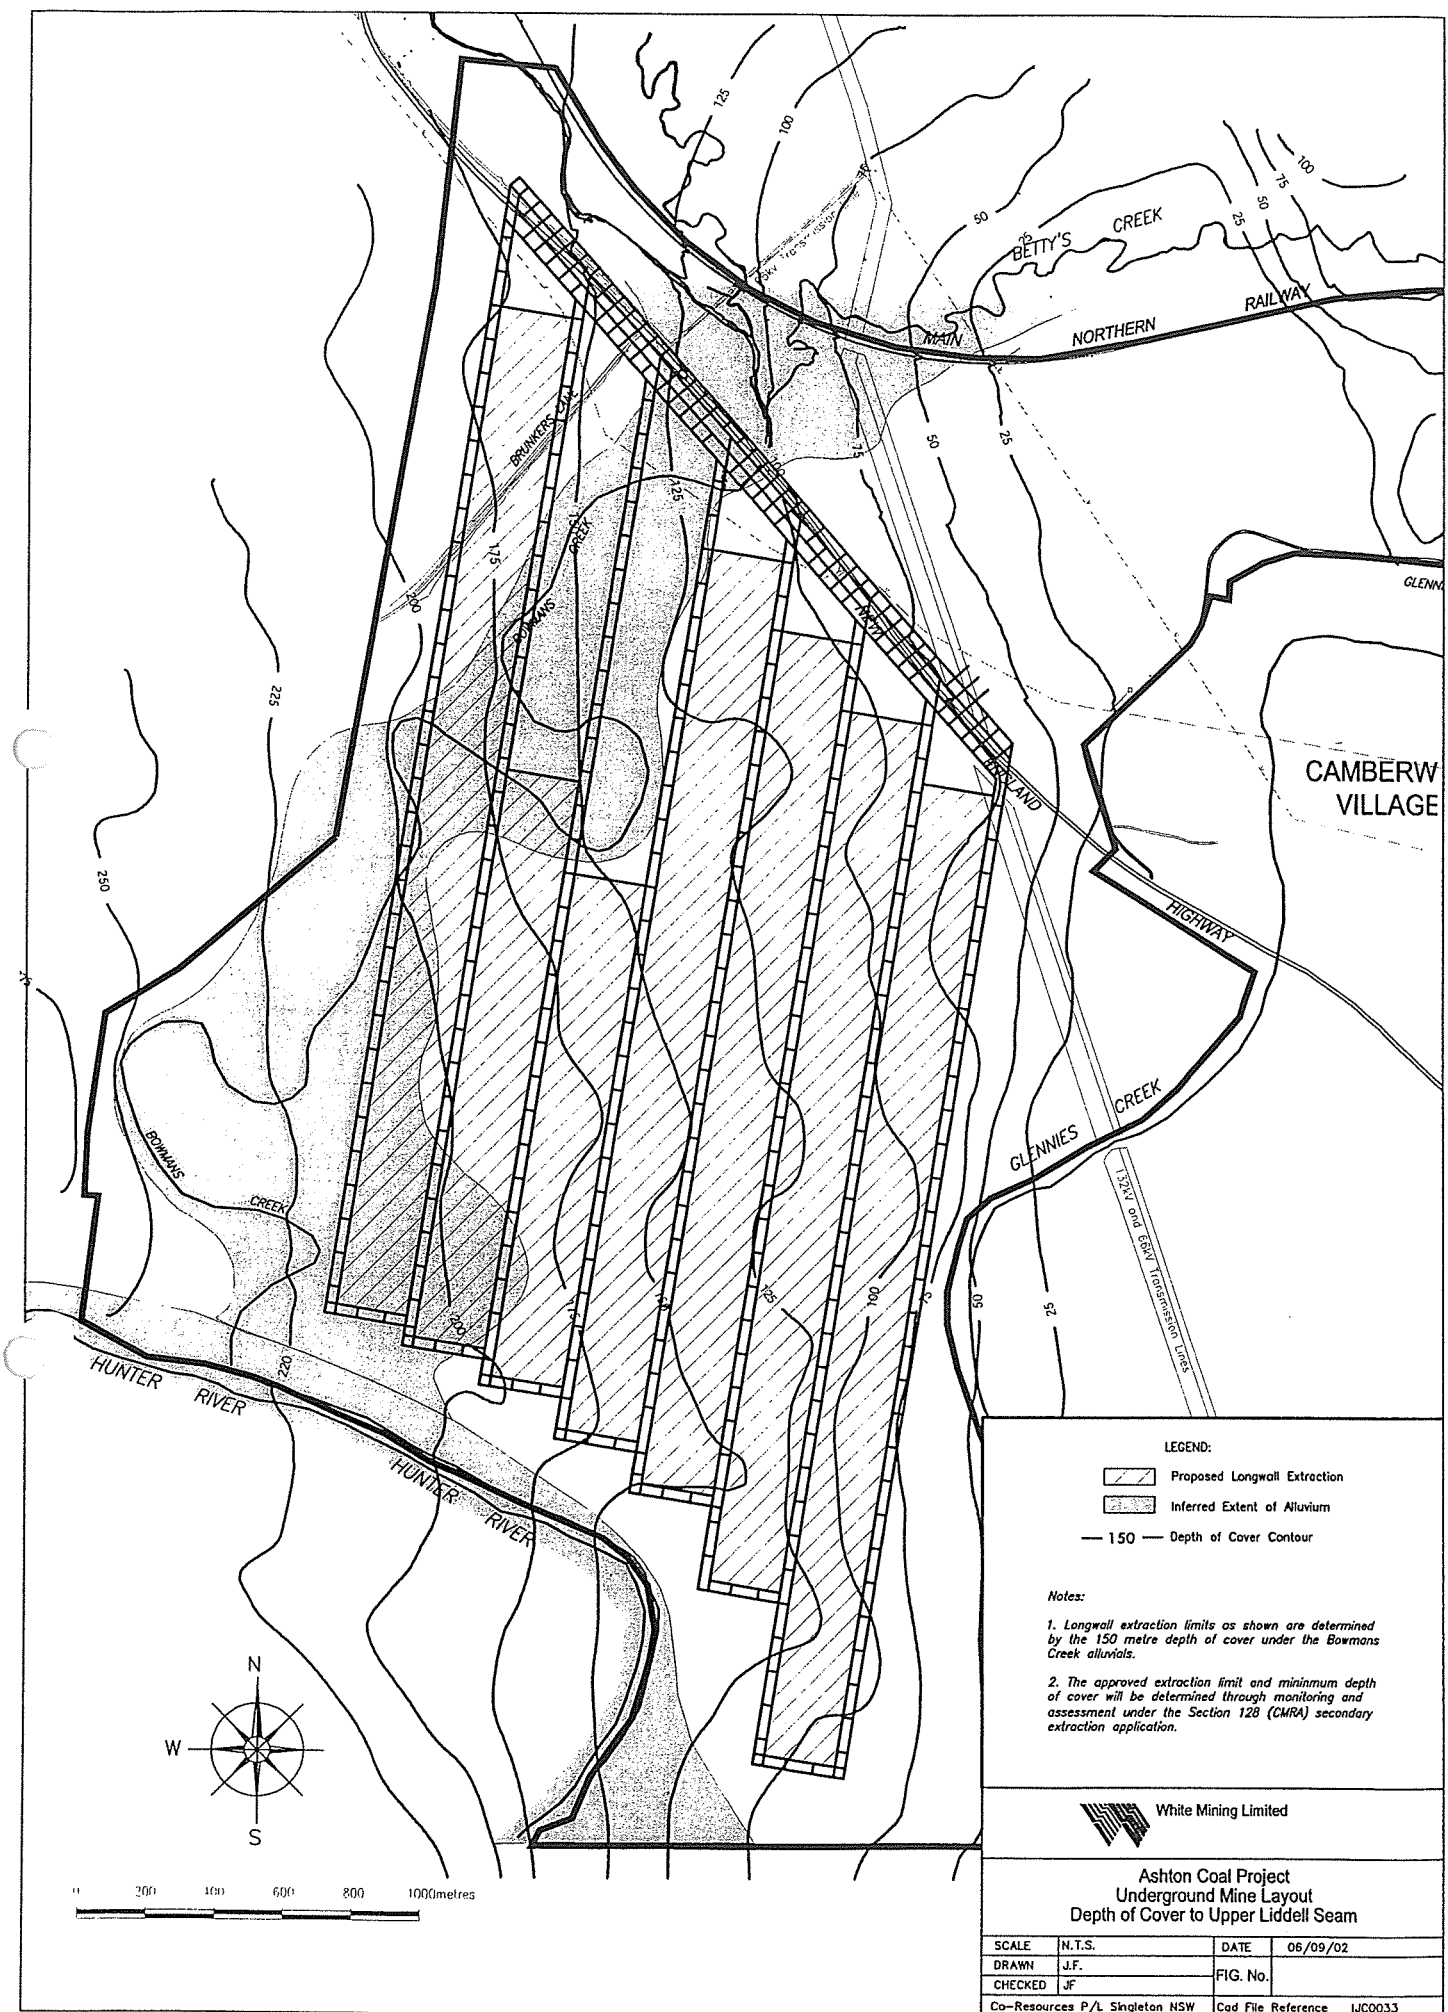 125
100
100
75
50
25
50
25
BETTY'S
CREEK
MAIN
NORTHERN
RAILWAY
BRUNKERS LANE
50
25
75
125
100
175
CREEK
BOWMANS
200
225
GLENN
NEW
ENGLAND
HIGHWAY
CAMBERW
VILLAGE
250
75
BOWMANS
CREEK
GLENNIES
CREEK
132kV and 66kV Transmission Lines
220
200
175
125
100
75
50
25
HUNTER
RIVER
HUNTER
RIVER
N
W
S
0 200 400 600 800 1000metres
LEGEND:
Proposed Longwall Extraction
Inferred Extent of Alluvium
— 150 — Depth of Cover Contour
Notes:
1. Longwall extraction limits as shown are determined
by the 150 metre depth of cover under the Bowmans
Creek alluvials.
2. The approved extraction limit and mininmum depth
of cover will be determined through monitoring and
assessment under the Section 128 (CMRA) secondary
extraction application.
White Mining Limited
Ashton Coal Project
Underground Mine Layout
Depth of Cover to Upper Liddell Seam
SCALE N.T.S. DATE 06/09/02
DRAWN J.F. FIG. No.
CHECKED JF
Co-Resources P/L Singleton NSW Cad File Reference IJC0033